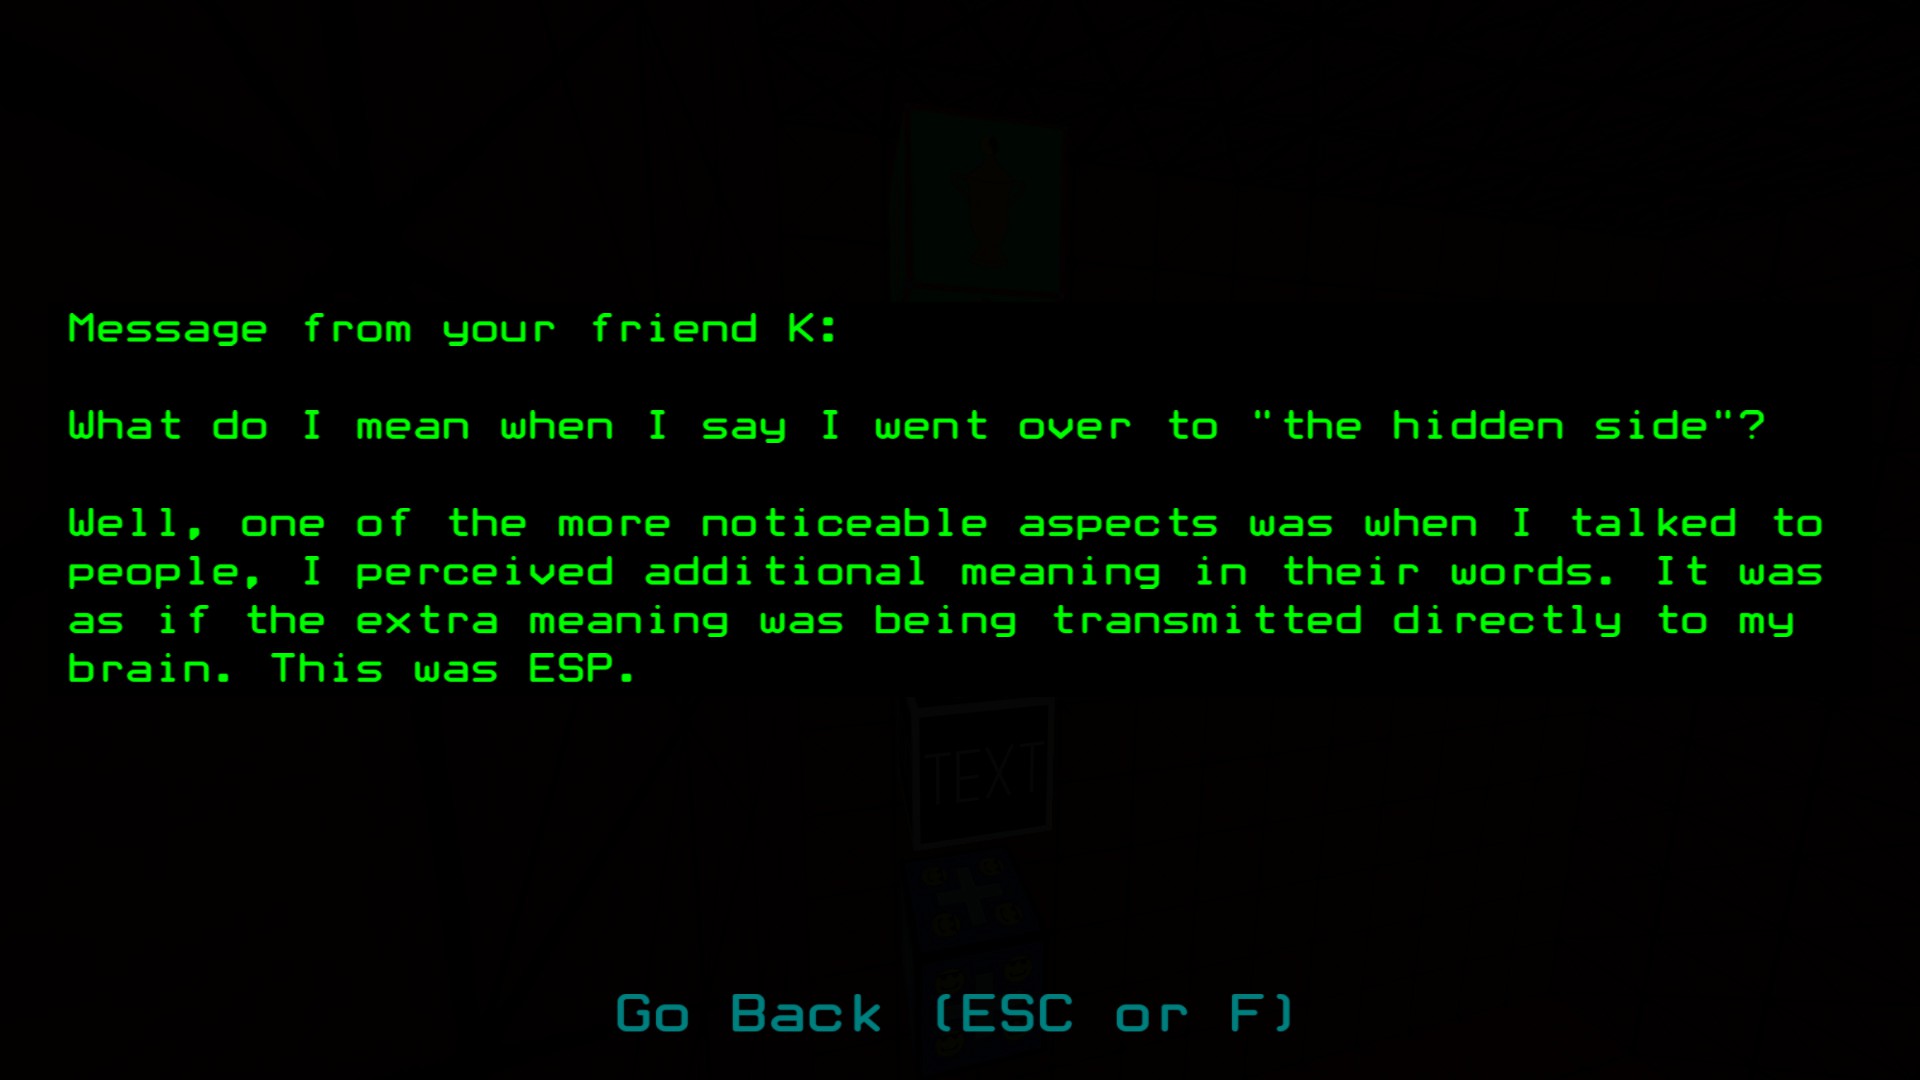 Message from your friend K:
What do I mean when I say I went over to "the hidden side"?
Well, one of the more noticeable aspects was when I talked to
people, I perceived additional meaning in their words. It was
as if the extra meaning was being transmitted directly to my
brain. This was ESP.
TEXT
Go Back (ESC or F)